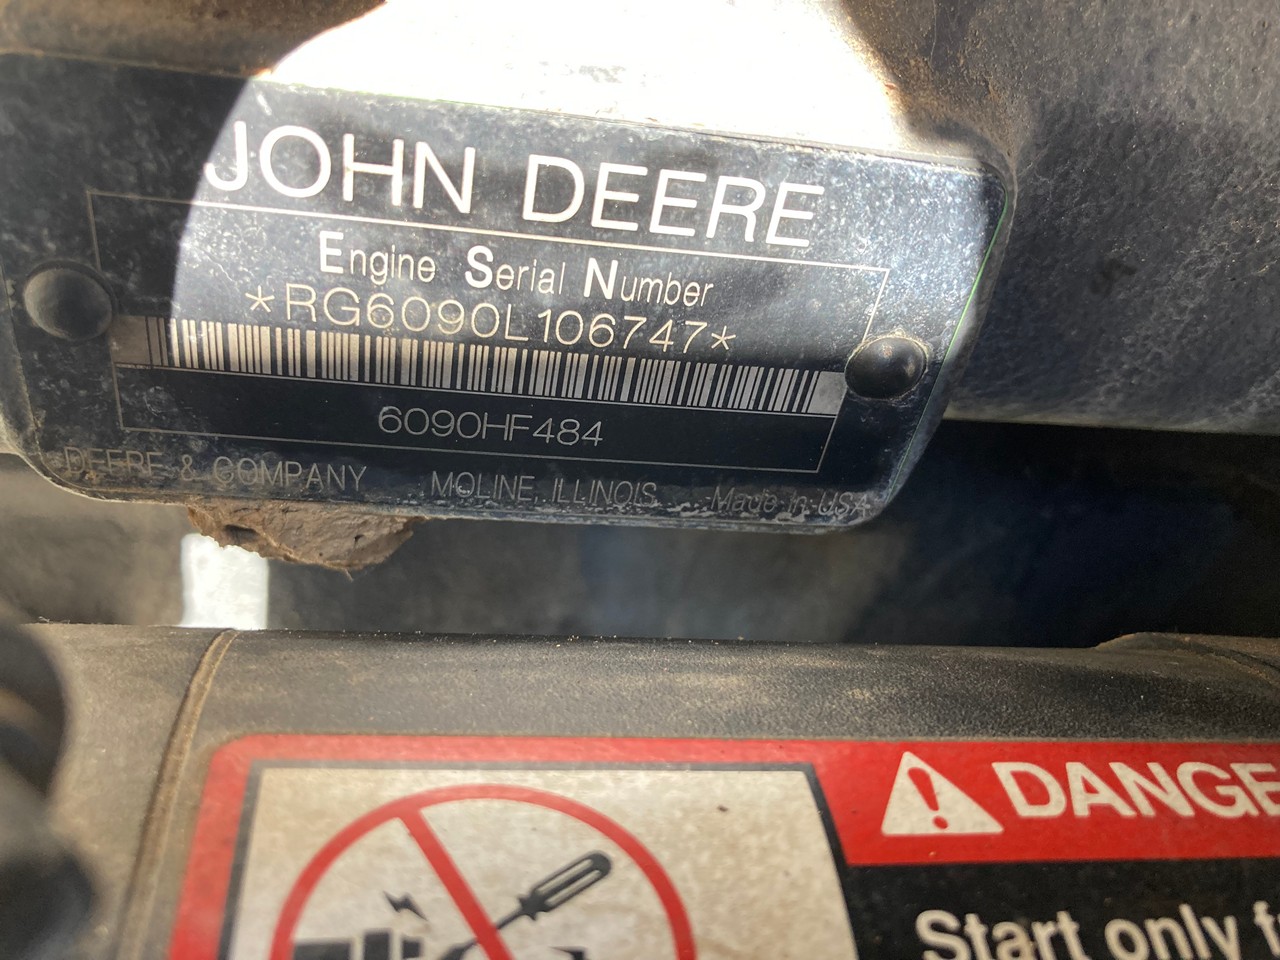 JOHN DEERE
Engine Serial Number
*RG6090L106747*
6090HF484
DEERE & COMPANY MOLINE, ILLINOIS Made in USA
DANGE
Start only f